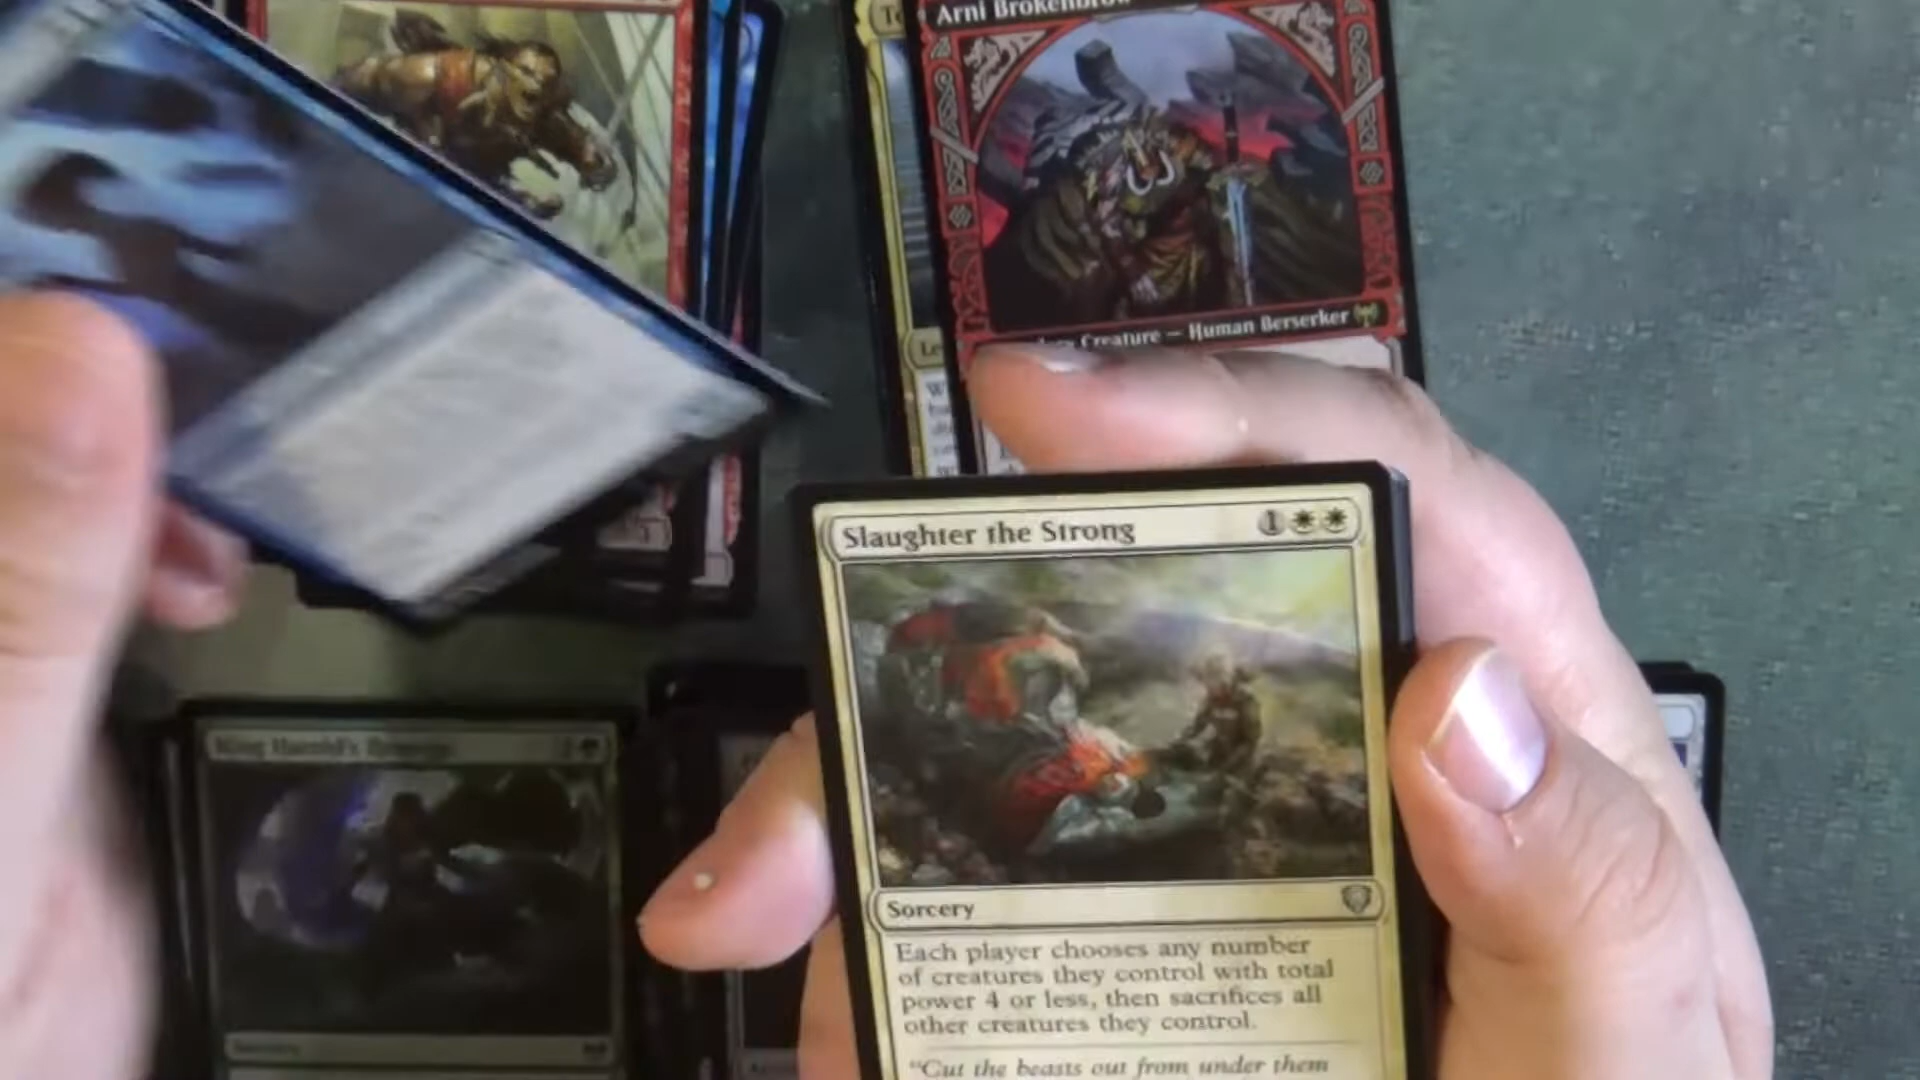 Arni
Creature — Human Berserker
Slaughter the Strong
1
Sorcery
Each player chooses any number
of creatures they control with total
power 4 or less, then sacrifices all
other creatures they control.
"Cut the beasts out from under them